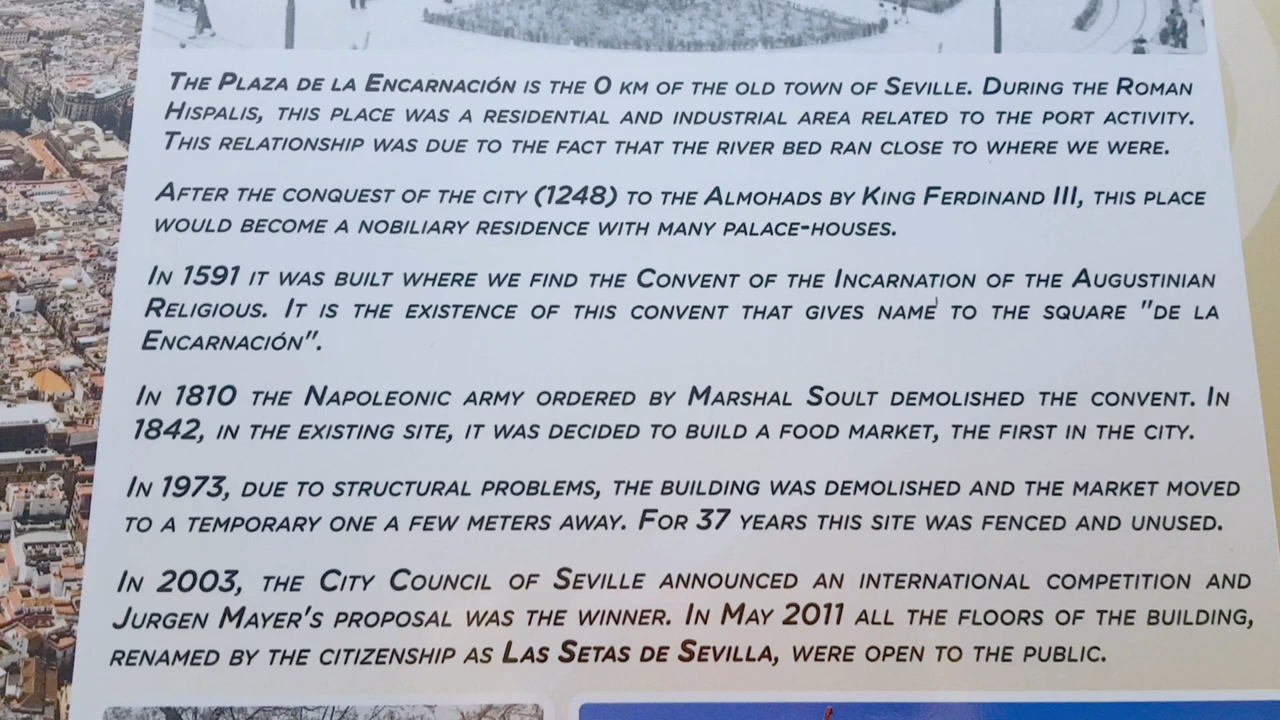 The Plaza de la Encarnación is the 0 km of the old town of Seville. During the Roman
Hispalis, this place was a residential and industrial area related to the port activity.
This relationship was due to the fact that the river bed ran close to where we were.
After the conquest of the city (1248) to the Almohads by King Ferdinand III, this place
would become a nobiliary residence with many palace-houses.
In 1591 it was built where we find the Convent of the Incarnation of the Augustinian
Religious. It is the existence of this convent that gives name to the square "de la
Encarnación".
In 1810 the Napoleonic army ordered by Marshal Soult demolished the convent. In
1842, in the existing site, it was decided to build a food market, the first in the city.
In 1973, due to structural problems, the building was demolished and the market moved
to a temporary one a few meters away. For 37 years this site was fenced and unused.
In 2003, the City Council of Seville announced an international competition and
Jurgen Mayer's proposal was the winner. In May 2011 all the floors of the building,
renamed by the citizenship as Las Setas de Sevilla, were open to the public.